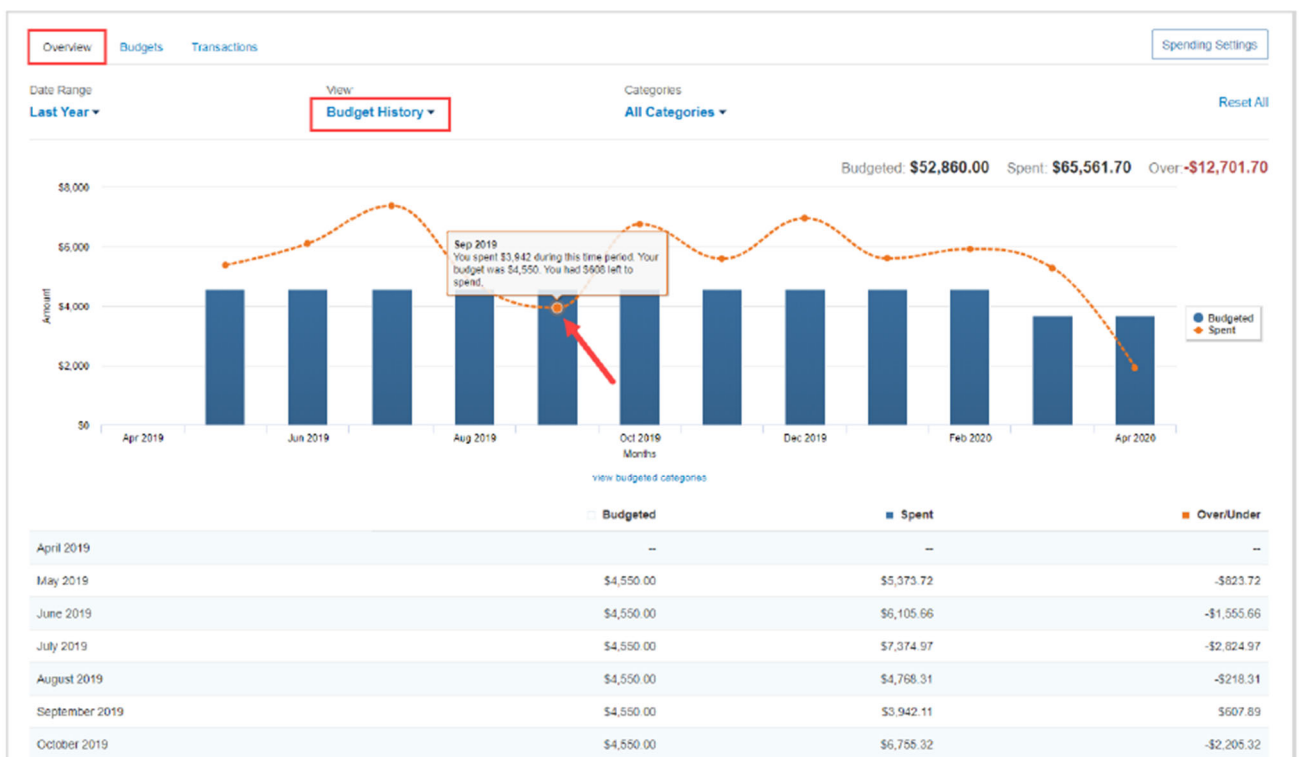 Overview Budgets Transactions Spending Settings
Date Range View Categories
Last Year Budget History All Categories Reset All
Budgeted: $52,860.00 Spent: $65,561.70 Over:-$12,701.70
$8,000
$6,000
$4,000
$2,000
$0
Amount
Sep 2019
You spent $3,942 during this time period. Your
budget was $4,550. You had $608 left to
spend.
Budgeted
Spent
Apr 2019 Jun 2019 Aug 2019 Oct 2019 Dec 2019 Feb 2020 Apr 2020
Months
view budgeted categories
Budgeted Spent Over/Under
April 2019 -- -- --
May 2019 $4,550.00 $5,373.72 -$823.72
June 2019 $4,550.00 $6,105.66 -$1,555.66
July 2019 $4,550.00 $7,374.97 -$2,824.97
August 2019 $4,550.00 $4,768.31 -$218.31
September 2019 $4,550.00 $3,942.11 $607.89
October 2019 $4,550.00 $6,755.32 -$2,205.32